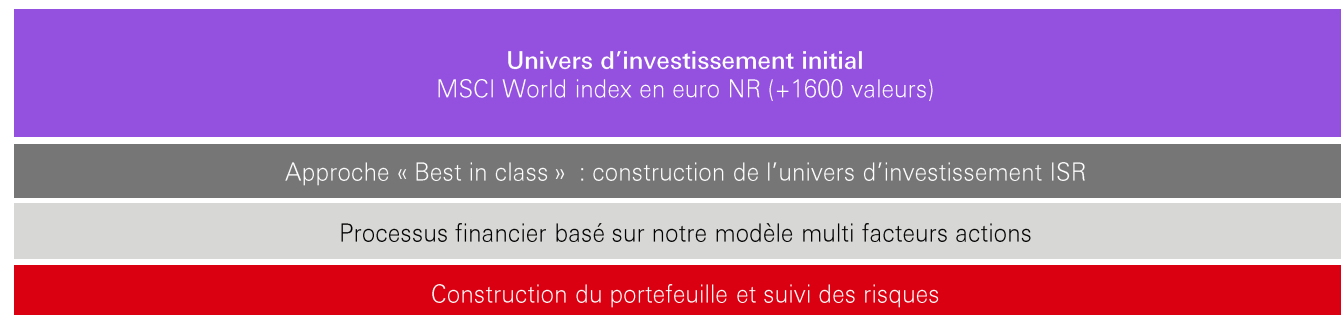 Univers d’investissement initial
MSCI World index en euro NR (+1600 valeurs)
Approche « Best in class »  : construction de l’univers d’investissement ISR
Processus financier basé sur notre modèle multi facteurs actions
Construction du portefeuille et suivi des risques